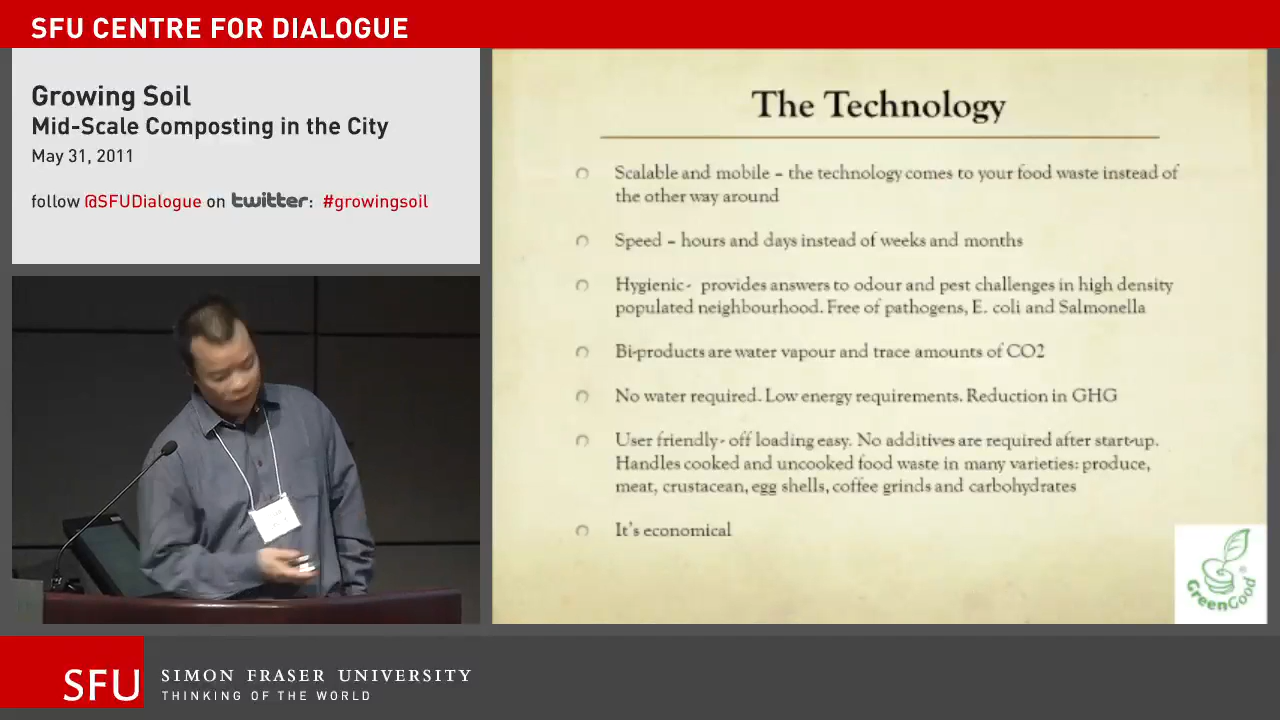 SFU CENTRE FOR DIALOGUE
Growing Soil
Mid-Scale Composting in the City
May 31, 2011
follow @SFUDialogue on twitter: #growingsoil
The Technology
Scalable and mobile – the technology comes to your food waste instead of
the other way around
Speed – hours and days instead of weeks and months
Hygienic- provides answers to odour and pest challenges in high density
populated neighbourhood. Free of pathogens, E. coli and Salmonella
Bi-products are water vapour and trace amounts of CO2
No water required. Low energy requirements. Reduction in GHG
User friendly- off loading easy. No additives are required after start-up.
Handles cooked and uncooked food waste in many varieties: produce,
meat, crustacean, egg shells, coffee grinds and carbohydrates
It's economical
GreenGood®
SFU
SIMON FRASER UNIVERSITY
THINKING OF THE WORLD